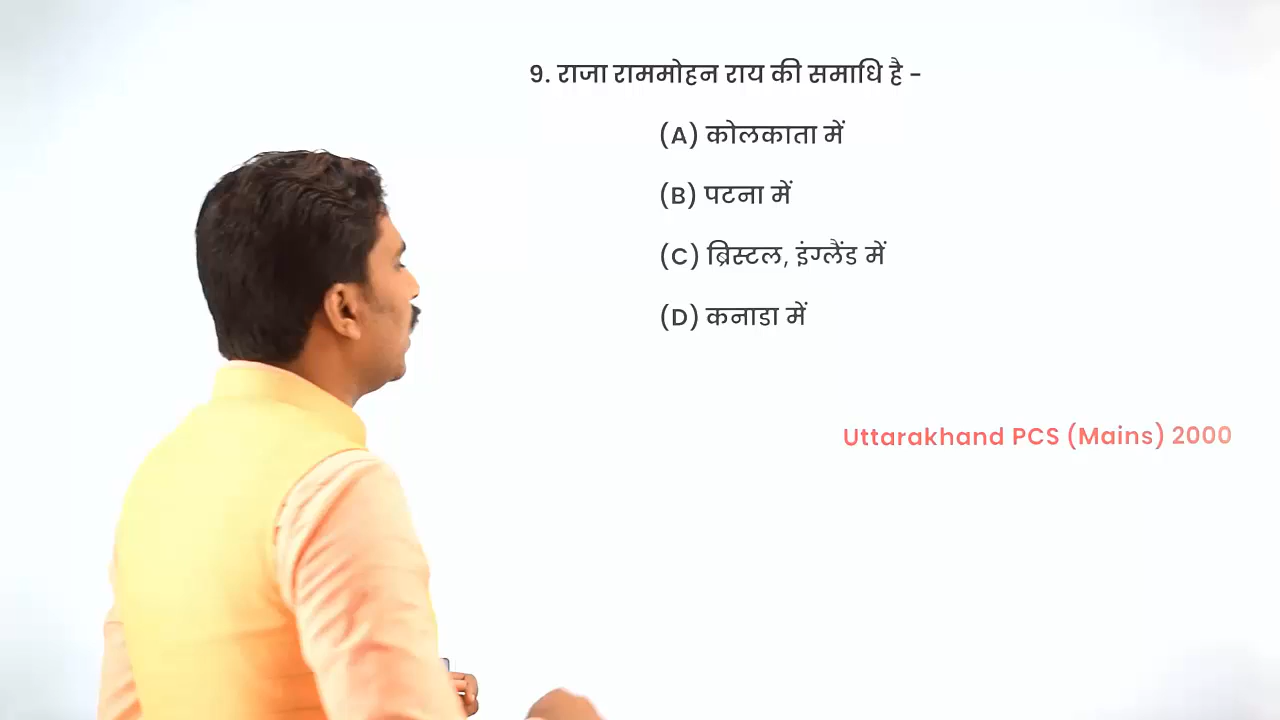 9. राजा राममोहन राय की समाधि है -
(A) कोलकाता में
(B) पटना में
(C) ब्रिस्टल, इंग्लैंड में
(D) कनाडा में
Uttarakhand PCS (Mains) 2000